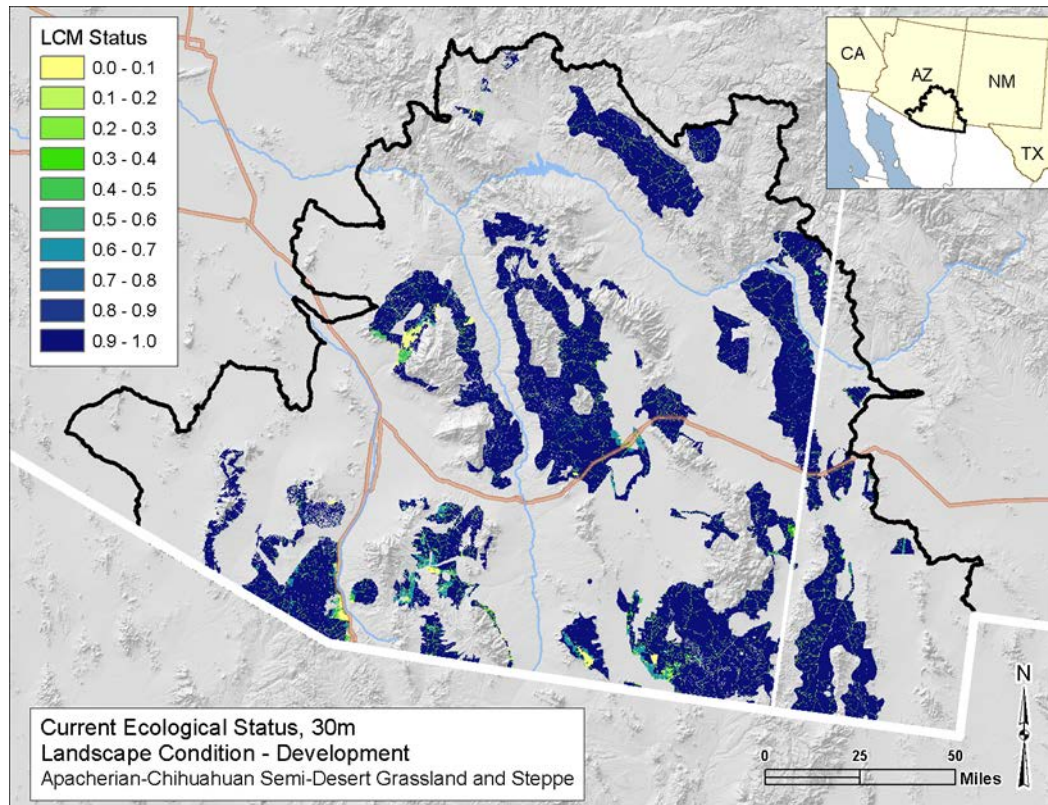 LCM Status
0.0 - 0.1
0.1 - 0.2
0.2 - 0.3
0.3 - 0.4
0.4 - 0.5
0.5 - 0.6
0.6 - 0.7
0.7 - 0.8
0.8 - 0.9
0.9 - 1.0
CA
AZ
NM
TX
Current Ecological Status, 30m
Landscape Condition - Development
Apacherian-Chihuahuan Semi-Desert Grassland and Steppe
N
0 25 50
Miles